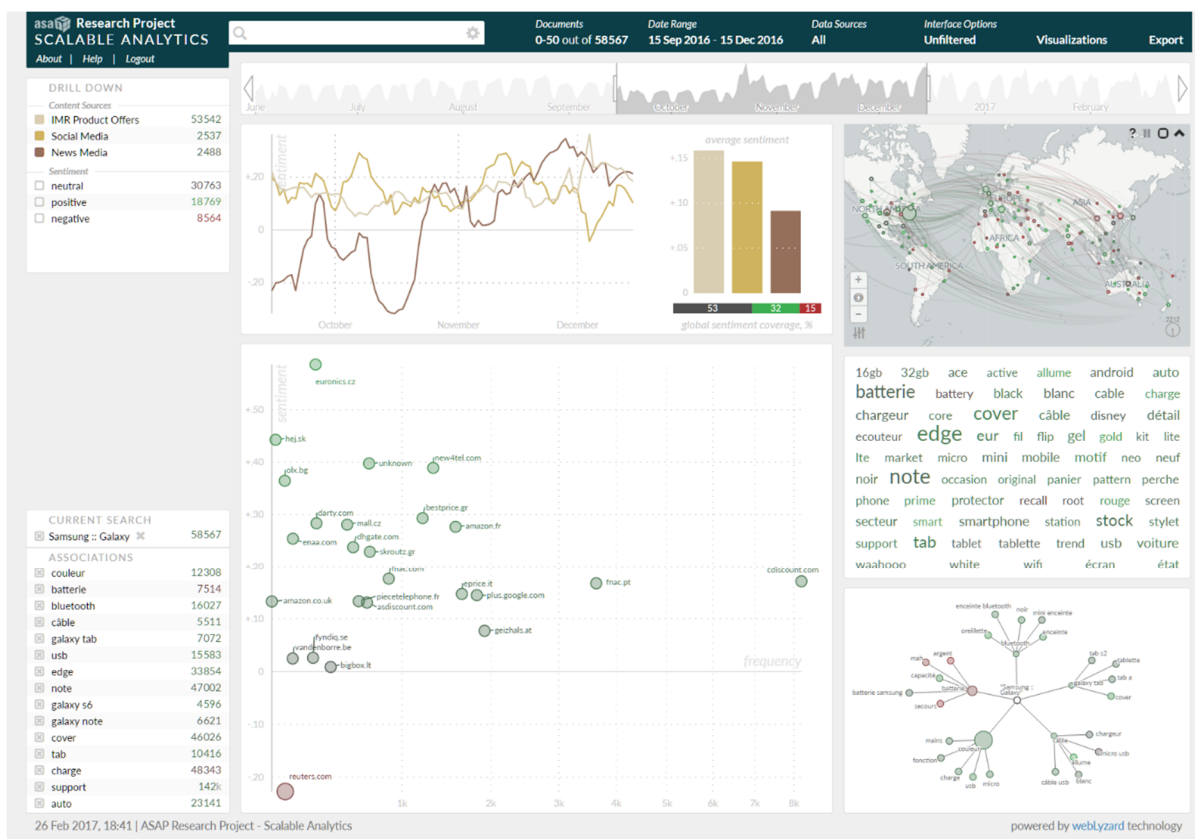 asap Research Project
SCALABLE ANALYTICS
About | Help | Logout
Documents
0-50 out of 58567
Date Range
15 Sep 2016 - 15 Dec 2016
Data Sources
All
Interface Options
Unfiltered
Visualizations
Export
DRILL DOWN
Content Sources
IMR Product Offers 53542
Social Media 2537
News Media 2488
Sentiment
neutral 30763
positive 18769
negative 8564
June July August September October November December 2017 February
sentiment
+.20
0
-.20
October November December
average sentiment
+.15
+.10
+.05
0
53 32 15
global sentiment coverage, %
NORTH AMERICA
SOUTH AMERICA
AFRICA
ASIA
AUSTRALIA
?
+
-
sentiment
+.50
+.40
+.30
+.20
+.10
0
-.10
-.20
euronics.cz
hej.sk
unknown
new4tel.com
olx.bg
bestprice.gr
darty.com
mall.cz
amazon.fr
enaa.com
dhgate.com
skroutz.gr
fnac.com
cdiscount.com
fnac.pt
eprice.it
plus.google.com
amazon.co.uk
piecetelephone.fr
asdiscount.com
geizhals.at
fyndiq.se
vandenborre.be
bigbox.lt
frequency
reuters.com
1k 2k 3k 4k 5k 6k 7k 8k
16gb 32gb ace active allume android auto
batterie battery black blanc cable charge
chargeur core cover câble disney détail
ecouteur edge eur fil flip gel gold kit lite
lte market micro mini mobile motif neo neuf
noir note occasion original panier pattern perche
phone prime protector recall root rouge screen
secteur smart smartphone station stock stylet
support tab tablet tablette trend usb voiture
waahooo white wifi écran état
CURRENT SEARCH
Samsung :: Galaxy 58567
ASSOCIATIONS
couleur 12308
batterie 7514
bluetooth 16027
câble 5511
galaxy tab 7072
usb 15583
edge 33854
note 47002
galaxy s6 4596
galaxy note 6621
cover 46026
tab 10416
charge 48343
support 142k
auto 23141
enceinte bluetooth
noir
mini enceinte
oreillette
enceinte
bluetooth
mah
argent
capacité
batterie
batterie samsung
secours
"Samsung :: Galaxy"
tab s2
tablette
galaxy tab
tab a
cover
mains
couleur
fonction
charge
usb
micro
câble
chargeur
micro usb
allume
câble usb
blanc
26 Feb 2017, 18:41 | ASAP Research Project - Scalable Analytics
powered by webLyzard technology